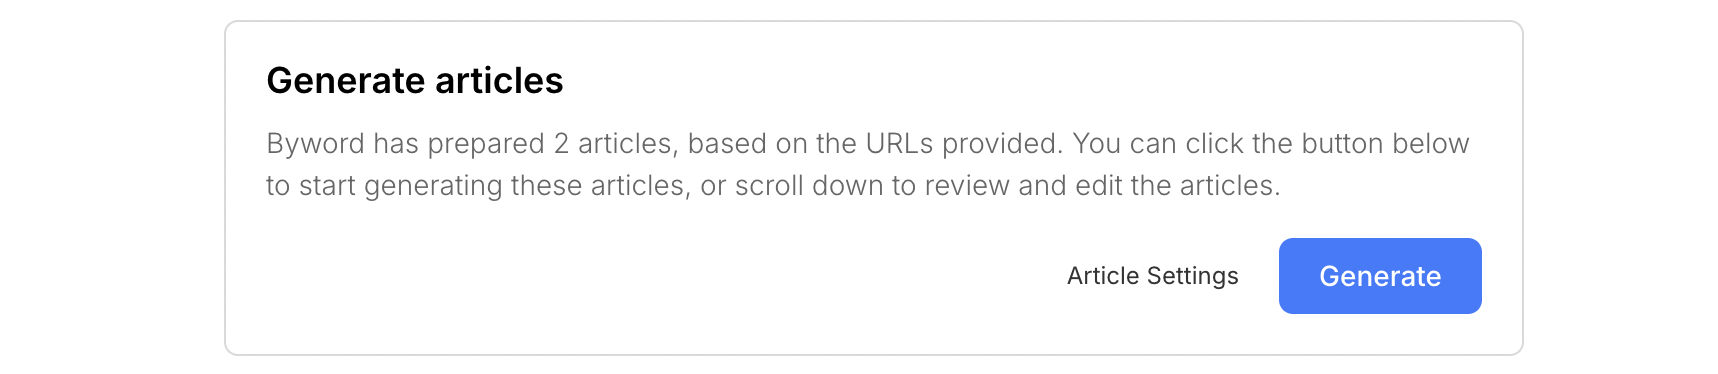 Generate articles
Byword has prepared 2 articles, based on the URLs provided. You can click the button below
to start generating these articles, or scroll down to review and edit the articles.
Article Settings
Generate